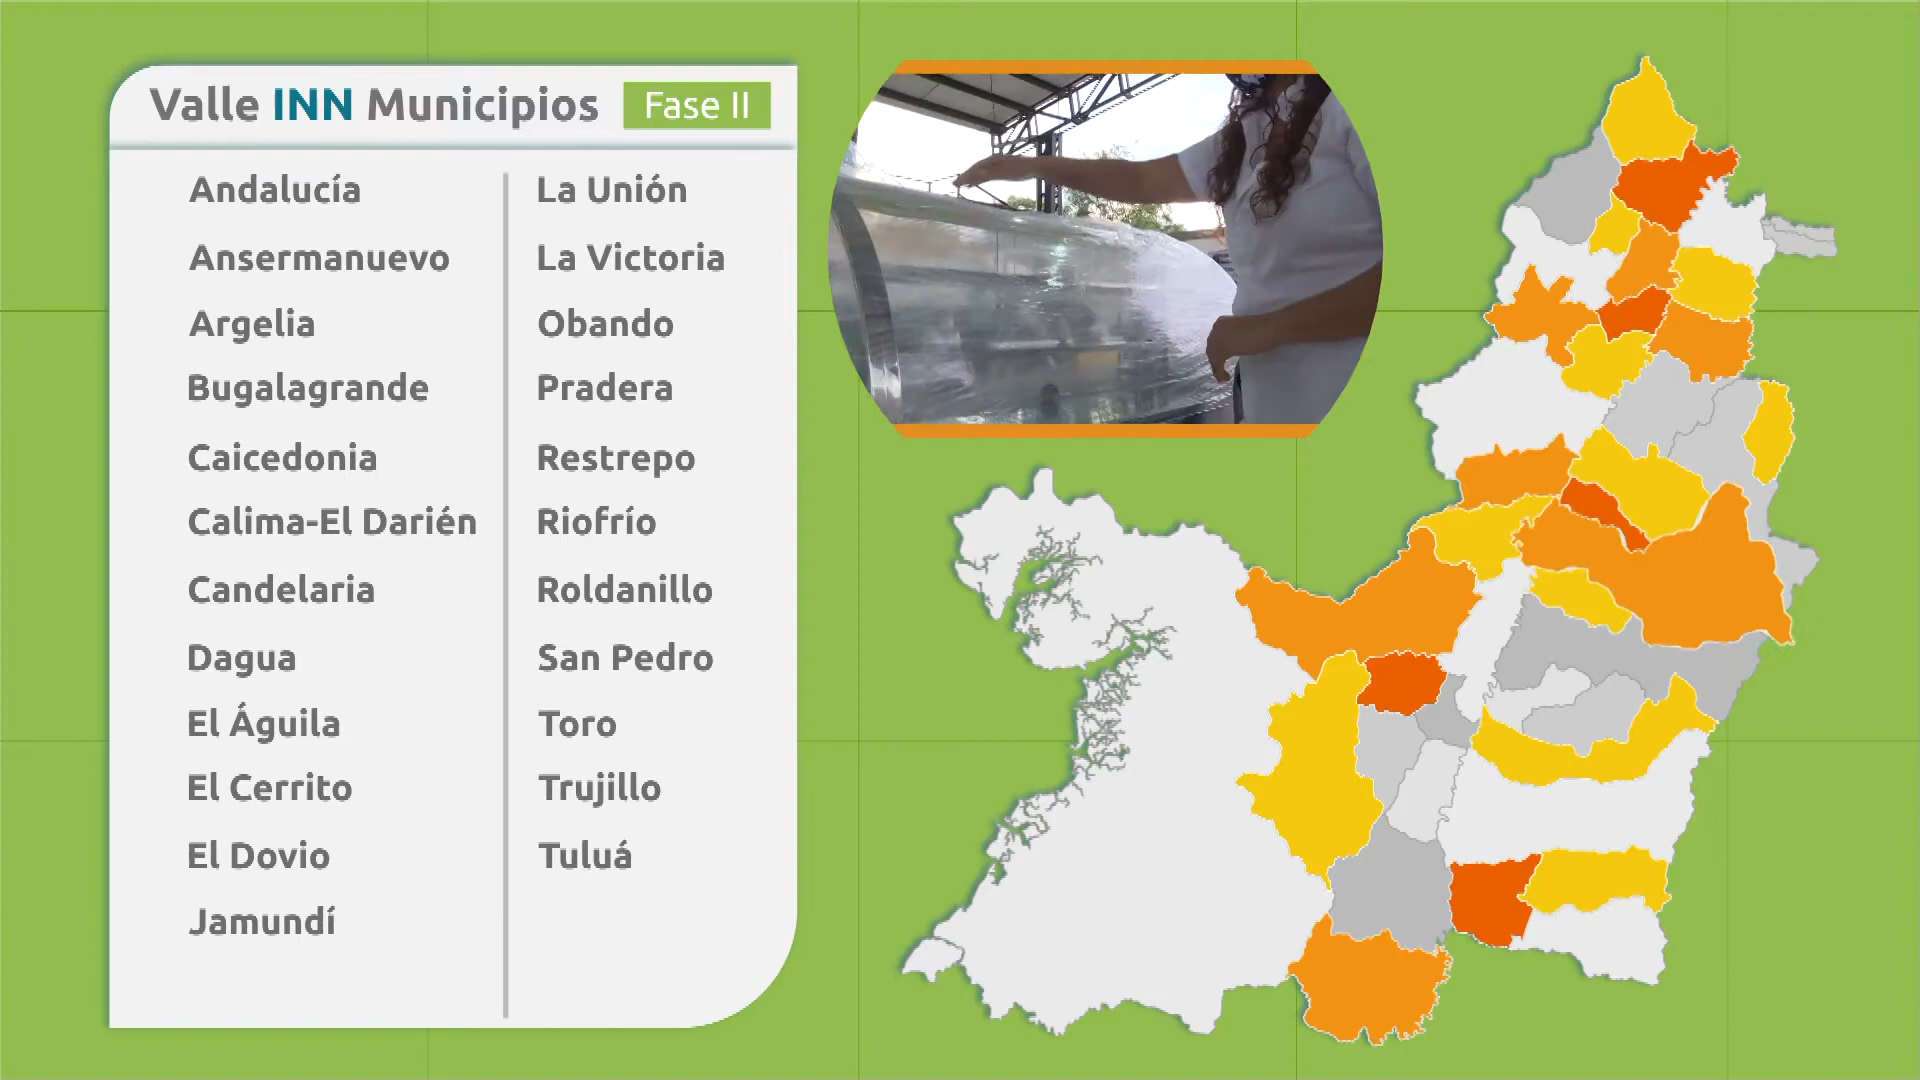 Valle INN Municipios Fase II
Andalucía
Ansermanuevo
Argelia
Bugalagrande
Caicedonia
Calima-El Darién
Candelaria
Dagua
El Águila
El Cerrito
El Dovio
Jamundí
La Unión
La Victoria
Obando
Pradera
Restrepo
Riofrío
Roldanillo
San Pedro
Toro
Trujillo
Tuluá